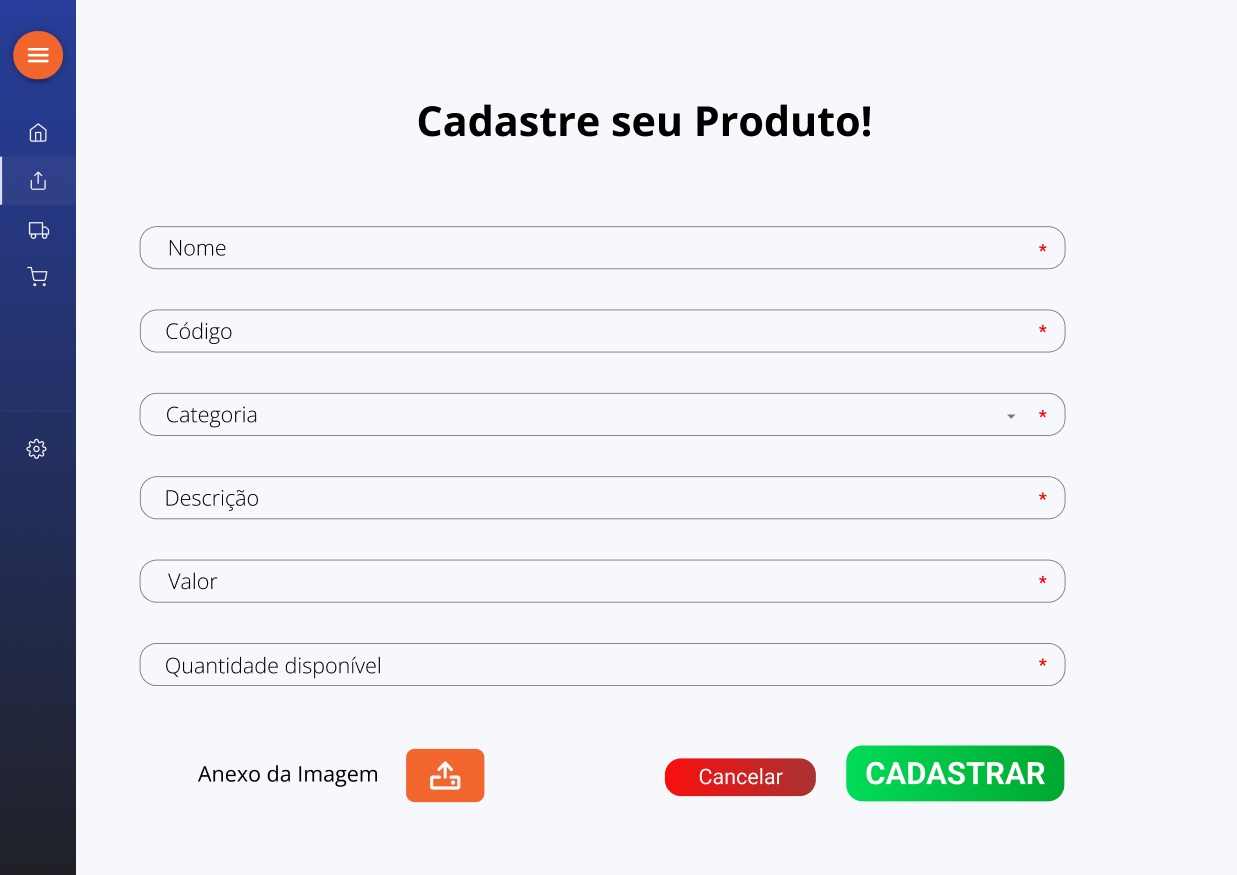 Cadastre seu Produto!
Nome *
Código *
Categoria *
Descrição *
Valor *
Quantidade disponível *
Anexo da Imagem Cancelar CADASTRAR